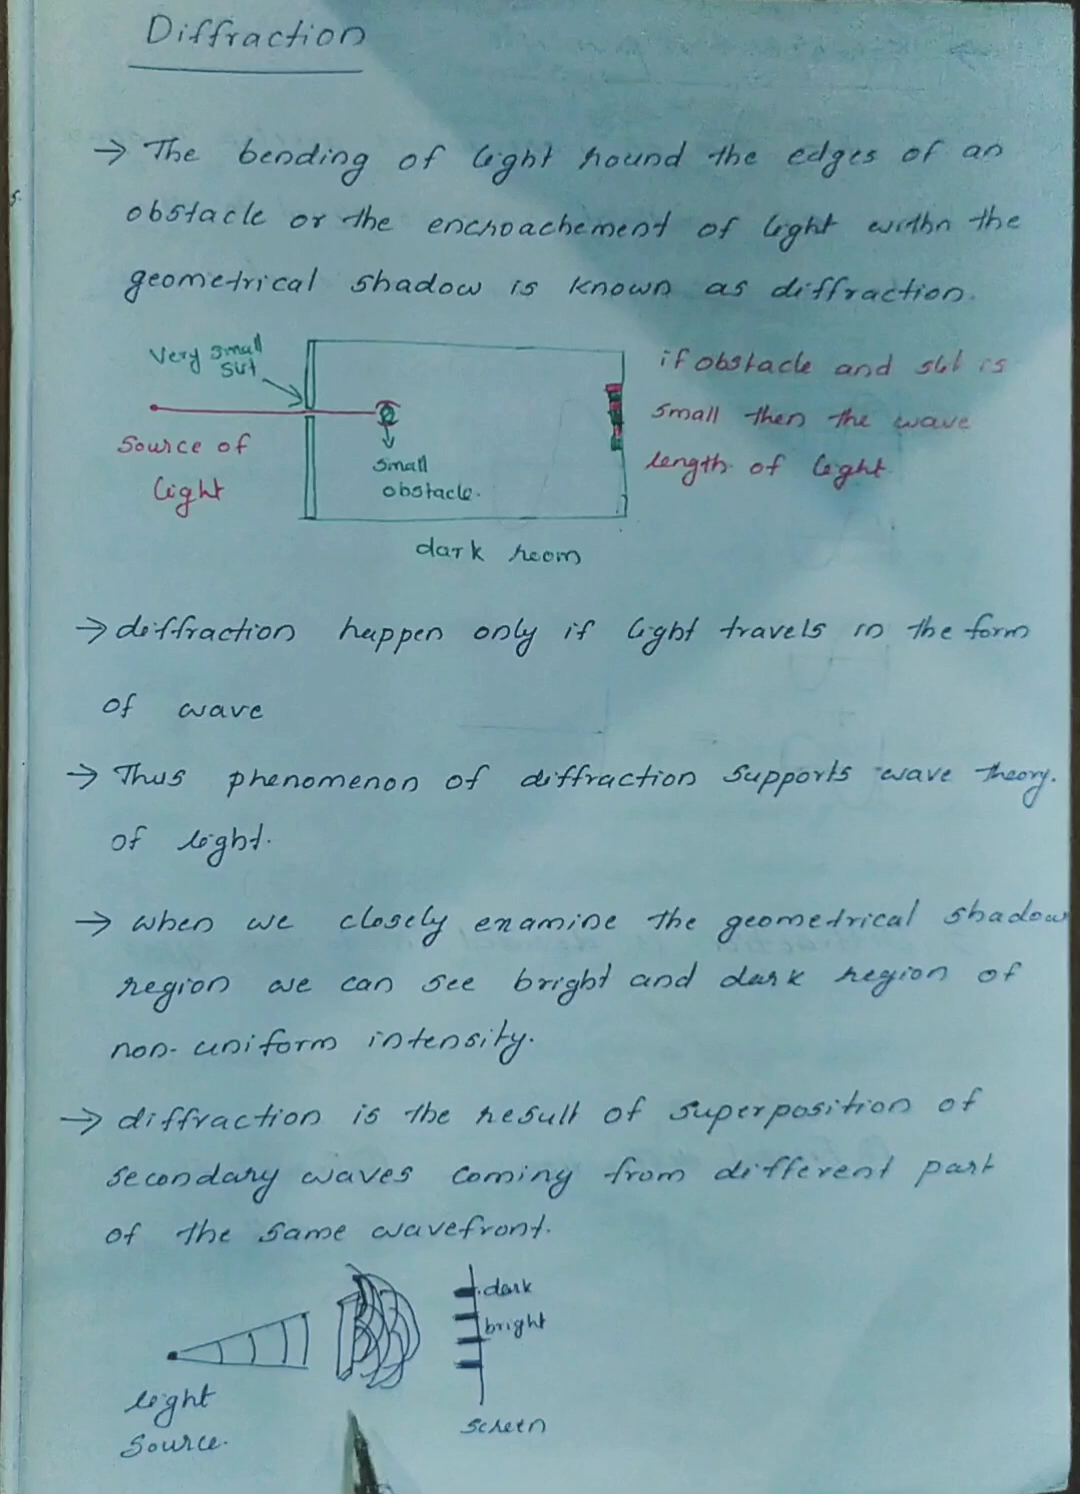 Diffraction
→ The bending of light round the edges of an
obstacle or the encroachement of light withn the
geometrical shadow is known as diffraction.
Very small
slit
Source of
light
small
obstacle.
dark room
if obstacle and slit is
small then the wave
length of light
→ diffraction happen only if light travels in the form
of wave
→ Thus phenomenon of diffraction supports wave theory.
of light.
→ when we closely examine the geometrical shadow
region we can see bright and dark region of
non-uniform intensity.
→ diffraction is the result of superposition of
secondary waves coming from different part
of the same wavefront.
dark
bright
light
source.
screen